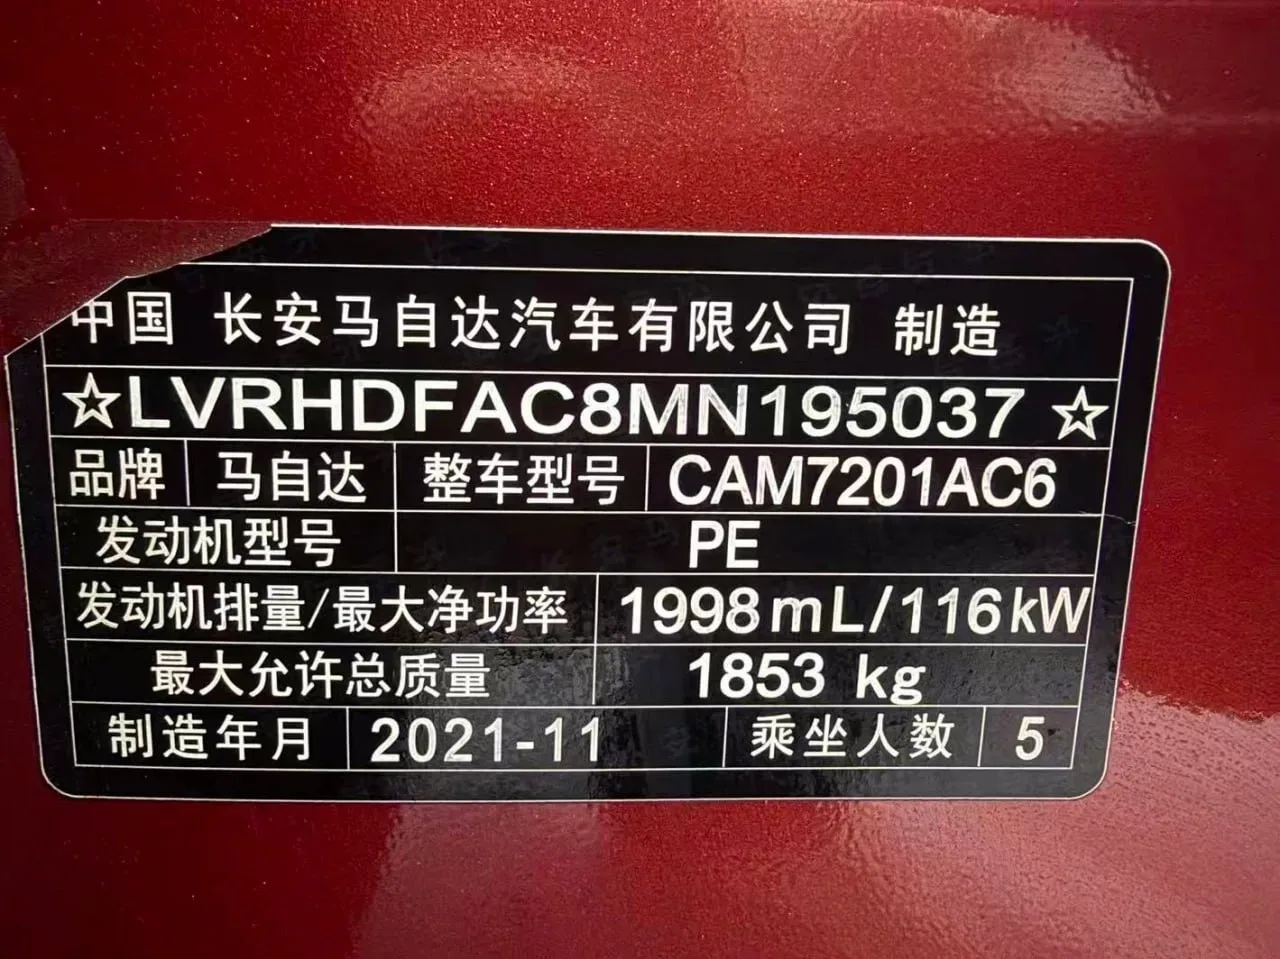 中国 长安马自达汽车有限公司 制造
☆LVRHDFAC8MN195037☆
品牌 马自达 整车型号 CAM7201AC6
发动机型号 PE
发动机排量/最大净功率 1998mL/116kW
最大允许总质量 1853 kg
制造年月 2021-11 乘坐人数 5